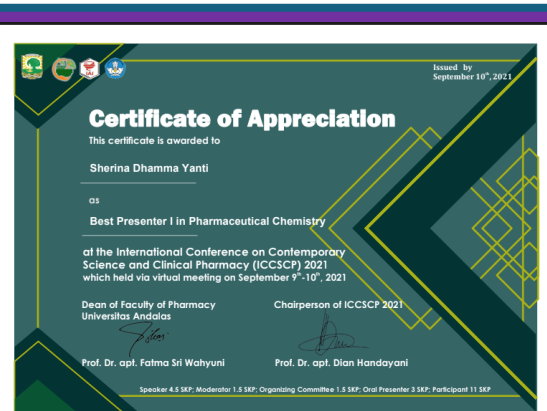 Issued by
September 10th, 2021
IAI
Certificate of Appreciation
This certificate is awarded to
Sherina Dhamma Yanti
as
Best Presenter I in Pharmaceutical Chemistry
at the International Conference on Contemporary
Science and Clinical Pharmacy (ICCSCP) 2021
which held via virtual meeting on September 9th-10th, 2021
Dean of Faculty of Pharmacy
Universitas Andalas
Chairperson of ICCSCP 2021
Prof. Dr. apt. Fatma Sri Wahyuni
Prof. Dr. apt. Dian Handayani
Speaker 4.5 SKP; Moderator 1.5 SKP; Organizing Committee 1.5 SKP; Oral Presenter 3 SKP; Participant 11 SKP